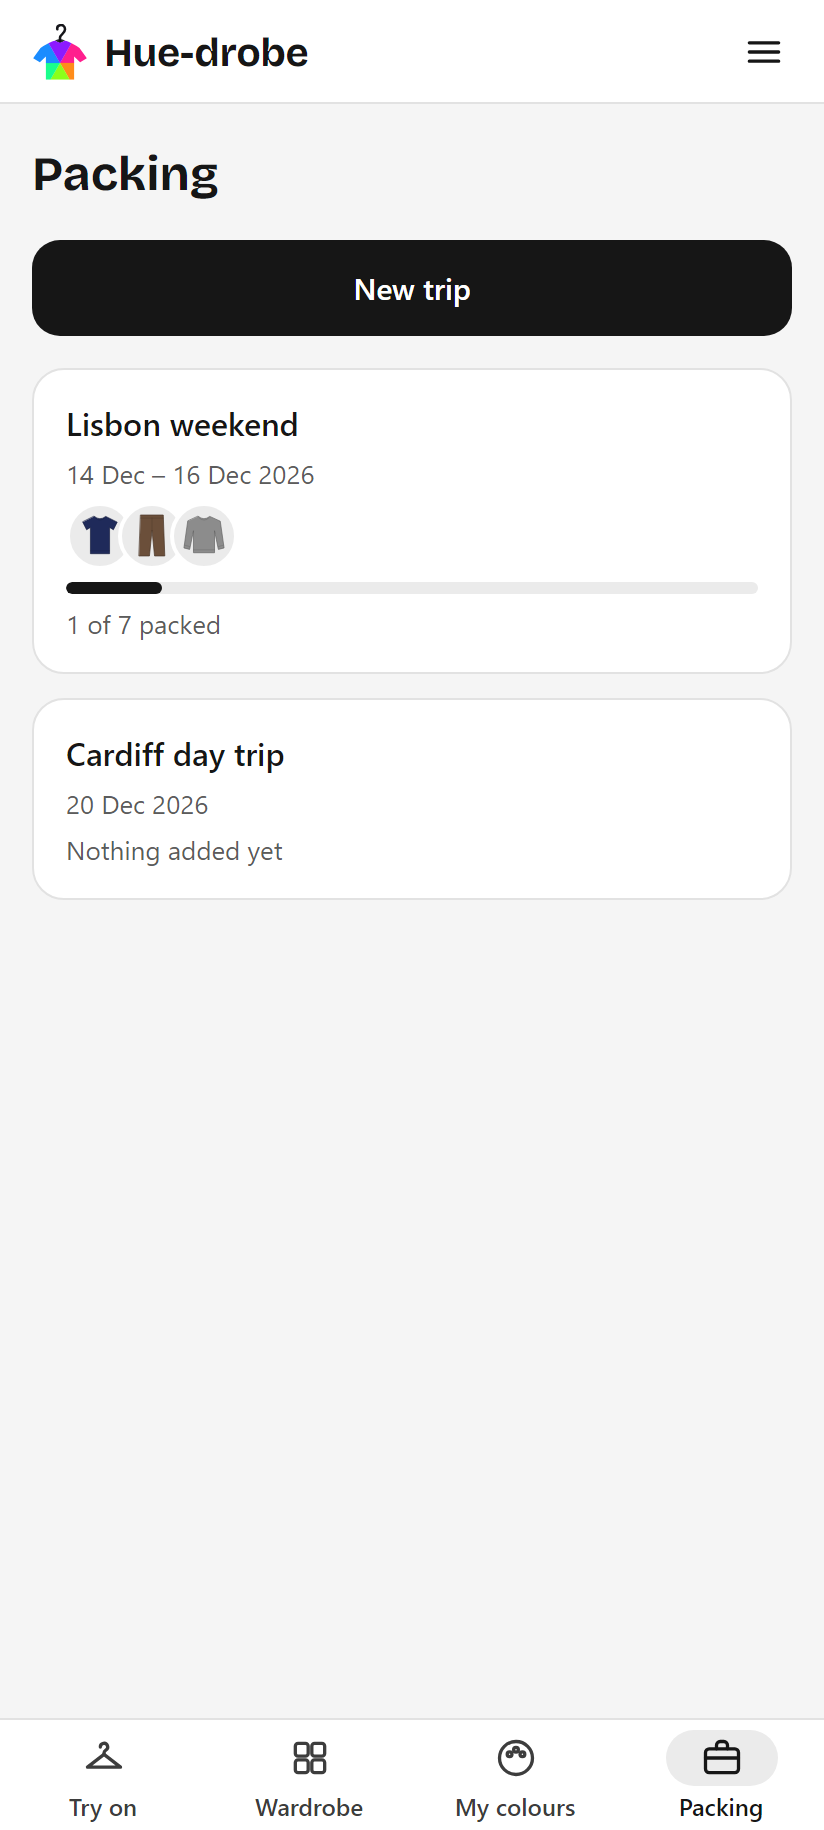 Hue-drobe
Packing
New trip
Lisbon weekend
14 Dec – 16 Dec 2026
1 of 7 packed
Cardiff day trip
20 Dec 2026
Nothing added yet
Try on
Wardrobe
My colours
Packing